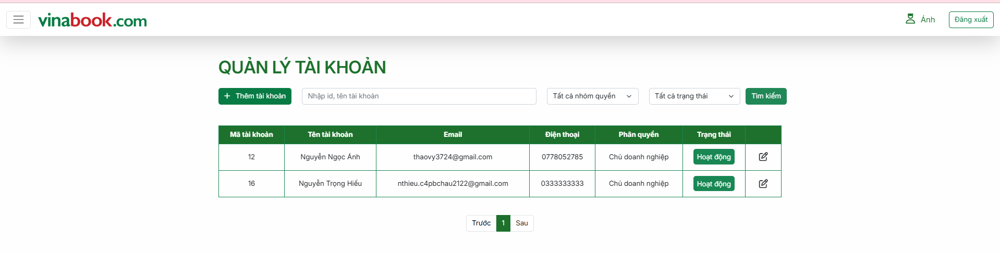 vinabook.com
Ánh
Đăng xuất
QUẢN LÝ TÀI KHOẢN
Thêm tài khoản
Nhập id, tên tài khoản
Tất cả nhóm quyền
Tất cả trạng thái
Tìm kiếm
Mã tài khoản Tên tài khoản Email Điện thoại Phân quyền Trạng thái
12 Nguyễn Ngọc Ánh thaovy3724@gmail.com 0778052785 Chủ doanh nghiệp Hoạt động
16 Nguyễn Trọng Hiếu nthieu.c4pbchau2122@gmail.com 0333333333 Chủ doanh nghiệp Hoạt động
Trước 1 Sau